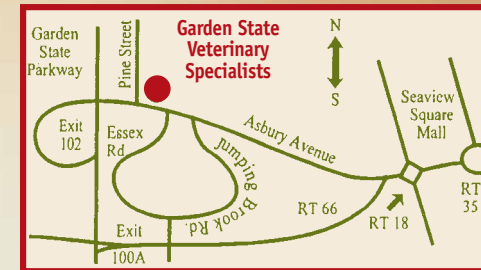 Garden
State
Parkway
Pine Street
Garden State
Veterinary
Specialists
N
S
Seaview
Square
Mall
Exit
102
Essex
Rd
Jumping Brook Rd.
Asbury Avenue
RT 66
RT 18
RT
35
Exit
100A